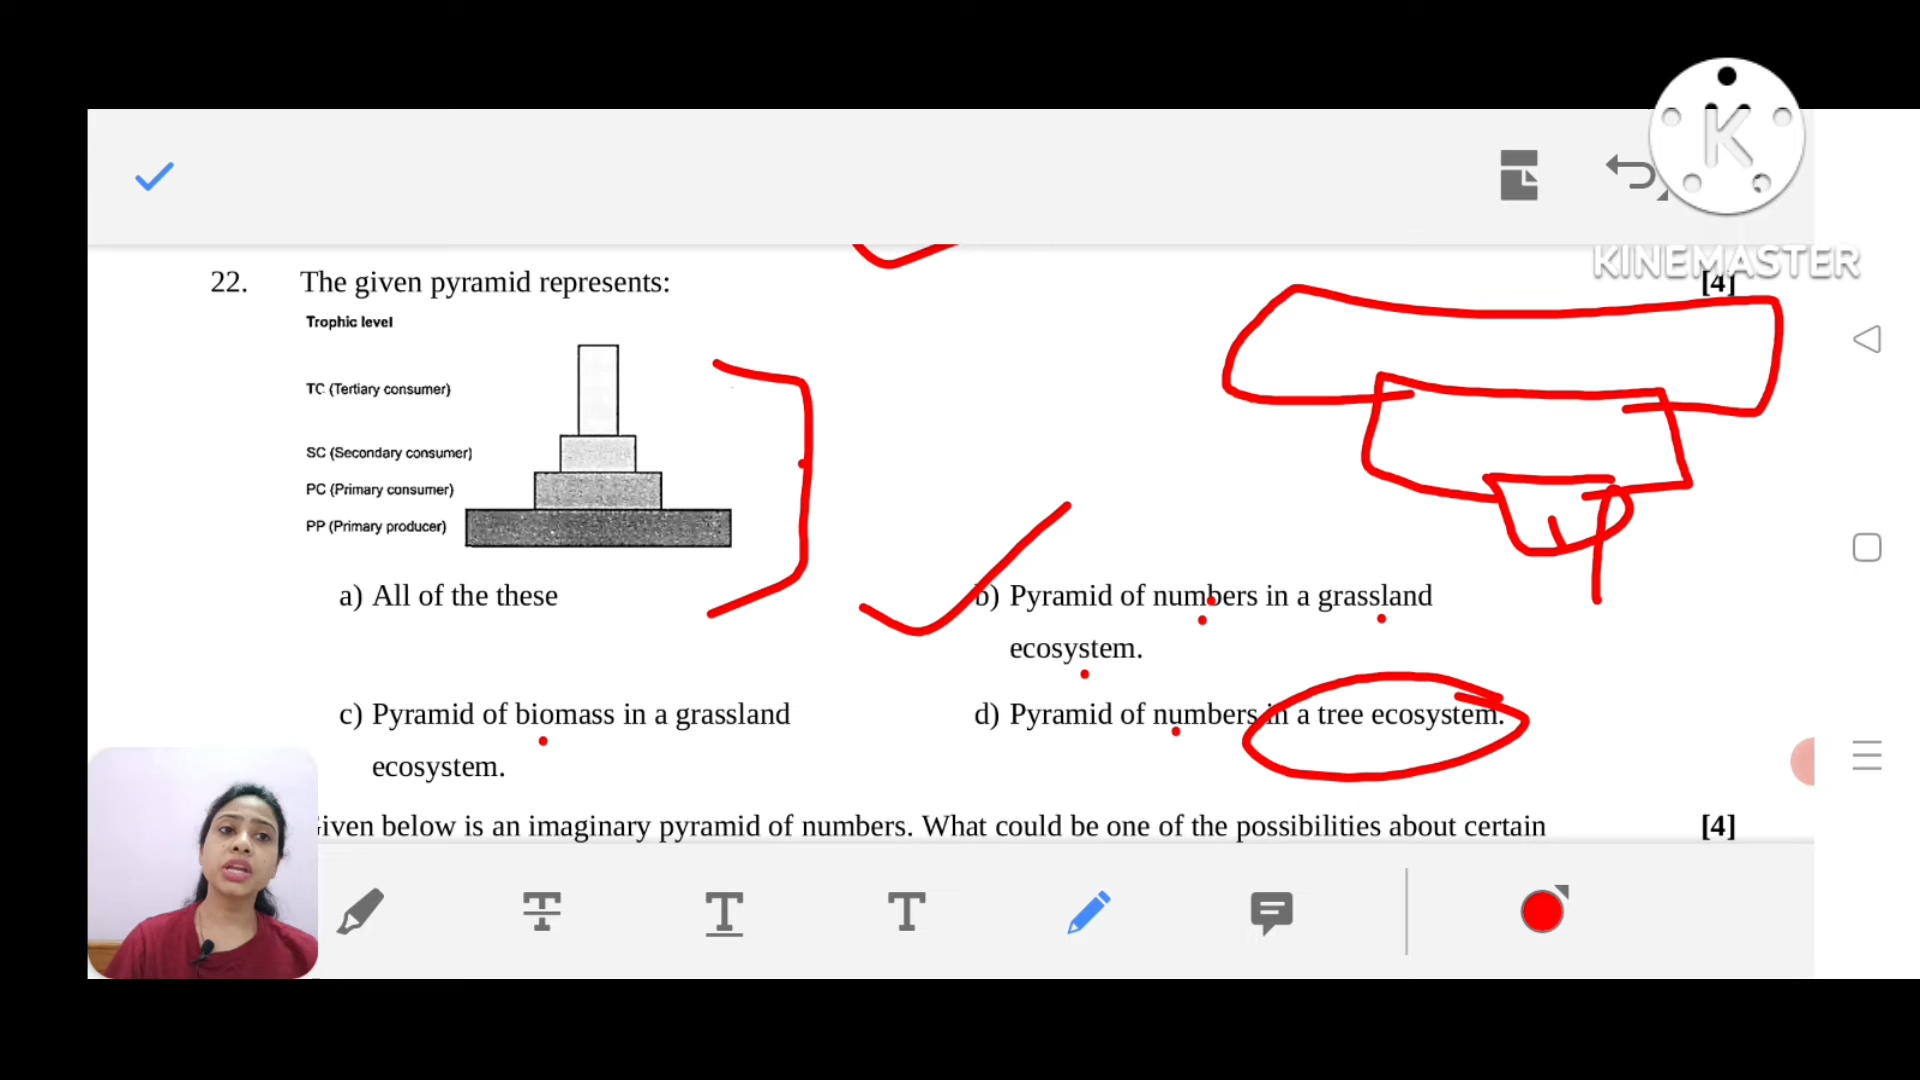 K
KINEMASTER
22. The given pyramid represents: [4]
Trophic level
TC (Tertiary consumer)
SC (Secondary consumer)
PC (Primary consumer)
PP (Primary producer)
a) All of the these
b) Pyramid of numbers in a grassland
ecosystem.
c) Pyramid of biomass in a grassland
ecosystem.
d) Pyramid of numbers in a tree ecosystem.
Given below is an imaginary pyramid of numbers. What could be one of the possibilities about certain [4]
T T T